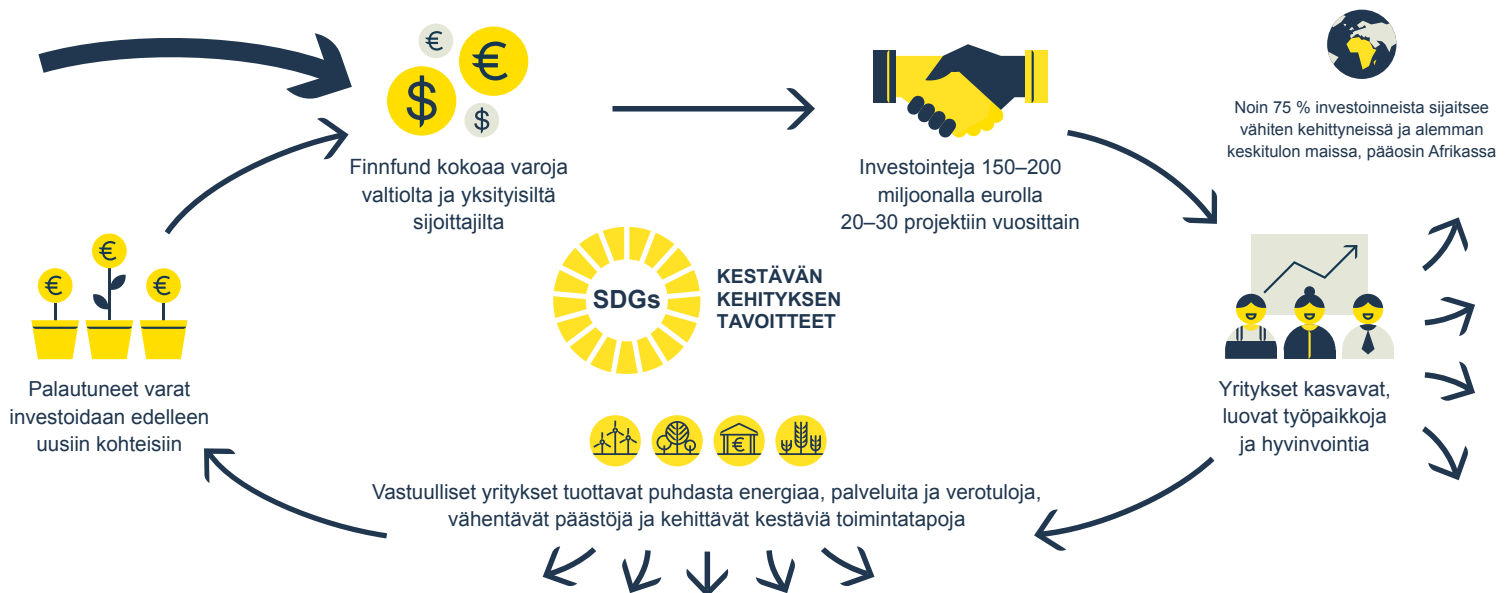 €
€
$
$
Finnfund kokoaa varoja
valtiolta ja yksityisiltä
sijoittajilta
Investointeja 150–200
miljoonalla eurolla
20–30 projektiin vuosittain
Noin 75 % investoinneista sijaitsee
vähiten kehittyneissä ja alemman
keskitulon maissa, pääosin Afrikassa
Yritykset kasvavat,
luovat työpaikkoja
ja hyvinvointia
SDGs
KESTÄVÄN
KEHITYKSEN
TAVOITTEET
€
Vastuulliset yritykset tuottavat puhdasta energiaa, palveluita ja verotuloja,
vähentävät päästöjä ja kehittävät kestäviä toimintatapoja
€
€
€
Palautuneet varat
investoidaan edelleen
uusiin kohteisiin